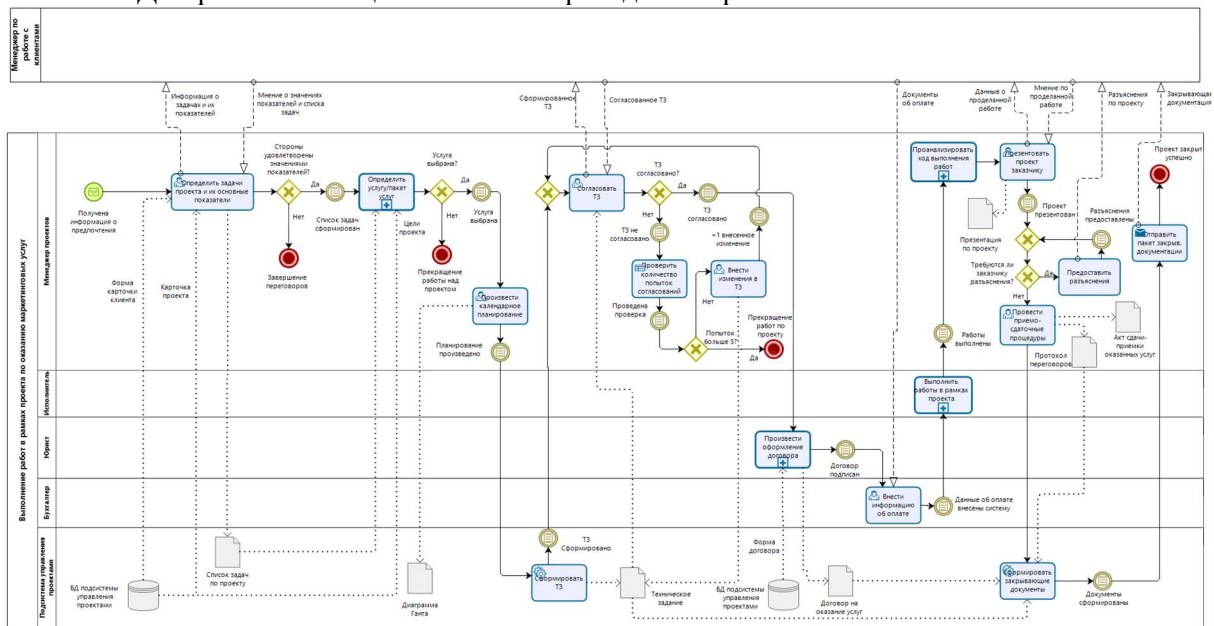 Менеджер по
работе с
клиентами
Информация о
задачах и их
показателей
Мнение о значениях
показателей и списка
задач
Сформированное
ТЗ
Согласованное ТЗ
Документы
об оплате
Данные о
проделанной
работе
Мнение по
проделанной
работе
Разъяснения
по проекту
Закрывающая
документация
Выполнение работ в рамках проекта по оказанию маркетинговых услуг
Менеджер проектов
Получена
информация о
предпочтения
Определить задачи
проекта и их основные
показатели
Стороны
удовлетворены
значениями
показателей?
Да
Нет
Список задач
сформирован
Завершение
переговоров
Определить
услугу/пакет
услуг
Услуга
выбрана?
Да
Нет
Услуга
выбрана
Цели
проекта
Прекращение
работы над
проектом
Форма
карточки
клиента
Карточка
проекта
Произвести
календарное
планирование
Планирование
произведено
Согласовать
ТЗ
ТЗ
согласовано?
Да
Нет
ТЗ
согласовано
ТЗ не
согласовано
+1 внесенное
изменение
Проверить
количество
попыток
согласований
Внести
изменения в
ТЗ
Проведена
проверка
Нет
Попыток
больше 5?
Да
Прекращение
работ по
проекту
Проанализировать
ход выполнения
работ
Презентовать
проект
заказчику
Проект закрыт
успешно
Проект
презентован
Разъяснения
предоставлены
Презентация
по проекту
Отправить
пакет закрыв.
документации
Требуются ли
заказчику
разъяснения?
Да
Нет
Предоставить
разъяснения
Провести
приемо-
сдаточные
процедуры
Акт сдачи-
приемки
оказанных услуг
Протокол
переговоров
Работы
выполнены
Исполнитель
Выполнить
работы в рамках
проекта
Юрист
Произвести
оформление
договора
Договор
подписан
Бухгалтер
Внести
информацию
об оплате
Данные об оплате
внесены систему
Подсистема управления
проектами
БД подсистемы
управления
проектами
Список задач
по проекту
Диаграмма
Ганта
ТЗ
Сформировано
Сформировать
ТЗ
Техническое
задание
Форма
договора
БД подсистемы
управления
проектами
Договор на
оказание услуг
Сформировать
закрывающие
документы
Документы
сформированы